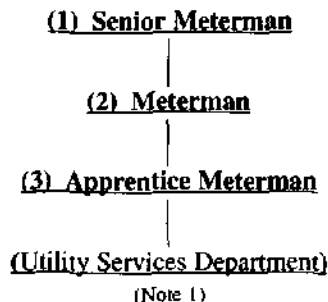 (1) Senior Meterman
(2) Meterman
(3) Apprentice Meterman
(Utility Services Department)
(Note 1)